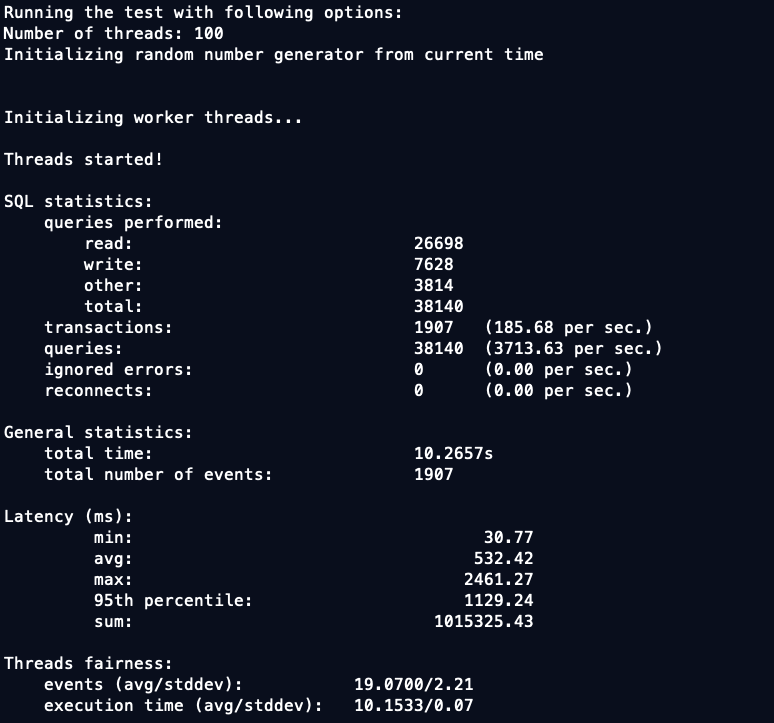 Running the test with following options:
Number of threads: 100
Initializing random number generator from current time
Initializing worker threads...
Threads started!
SQL statistics:
queries performed:
read: 26698
write: 7628
other: 3814
total: 38140
transactions: 1907 (185.68 per sec.)
queries: 38140 (3713.63 per sec.)
ignored errors: 0 (0.00 per sec.)
reconnects: 0 (0.00 per sec.)
General statistics:
total time: 10.2657s
total number of events: 1907
Latency (ms):
min: 30.77
avg: 532.42
max: 2461.27
95th percentile: 1129.24
sum: 1015325.43
Threads fairness:
events (avg/stddev): 19.0700/2.21
execution time (avg/stddev): 10.1533/0.07